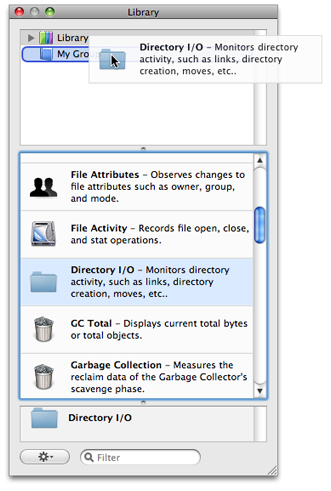 Library
Library
My Gro
Directory I/O – Monitors directory
activity, such as links, directory
creation, moves, etc..
File Attributes – Observes changes to
file attributes such as owner, group,
and mode.
File Activity – Records file open, close,
and stat operations.
Directory I/O – Monitors directory
activity, such as links, directory
creation, moves, etc..
GC Total – Displays current total bytes
or total objects.
Garbage Collection – Measures the
reclaim data of the Garbage Collector's
scavenge phase.
Directory I/O
Filter